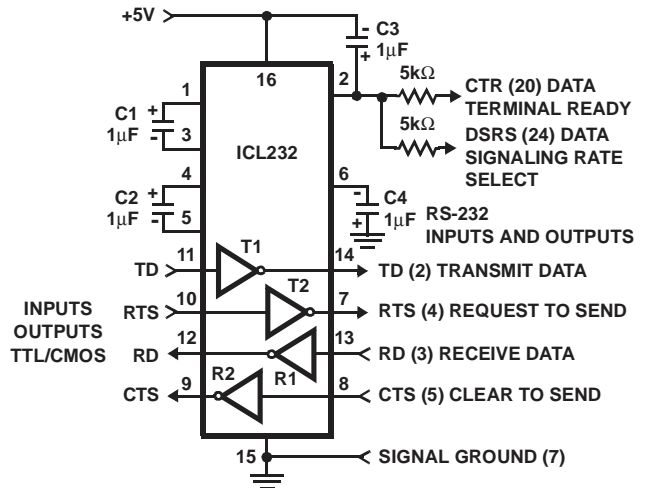 +5V
- C3
1μF
+
16
2
5kΩ
CTR (20) DATA
TERMINAL READY
5kΩ
DSRS (24) DATA
SIGNALING RATE
SELECT
1
C1 +
1μF -
3
ICL232
4
C2 +
1μF -
5
6
- C4
+ 1μF
RS-232
INPUTS AND OUTPUTS
T1
11
TD
14
TD (2) TRANSMIT DATA
T2
10
RTS
7
RTS (4) REQUEST TO SEND
INPUTS
OUTPUTS
TTL/CMOS
12
RD
R1
13
RD (3) RECEIVE DATA
9
CTS
R2
8
CTS (5) CLEAR TO SEND
15
SIGNAL GROUND (7)